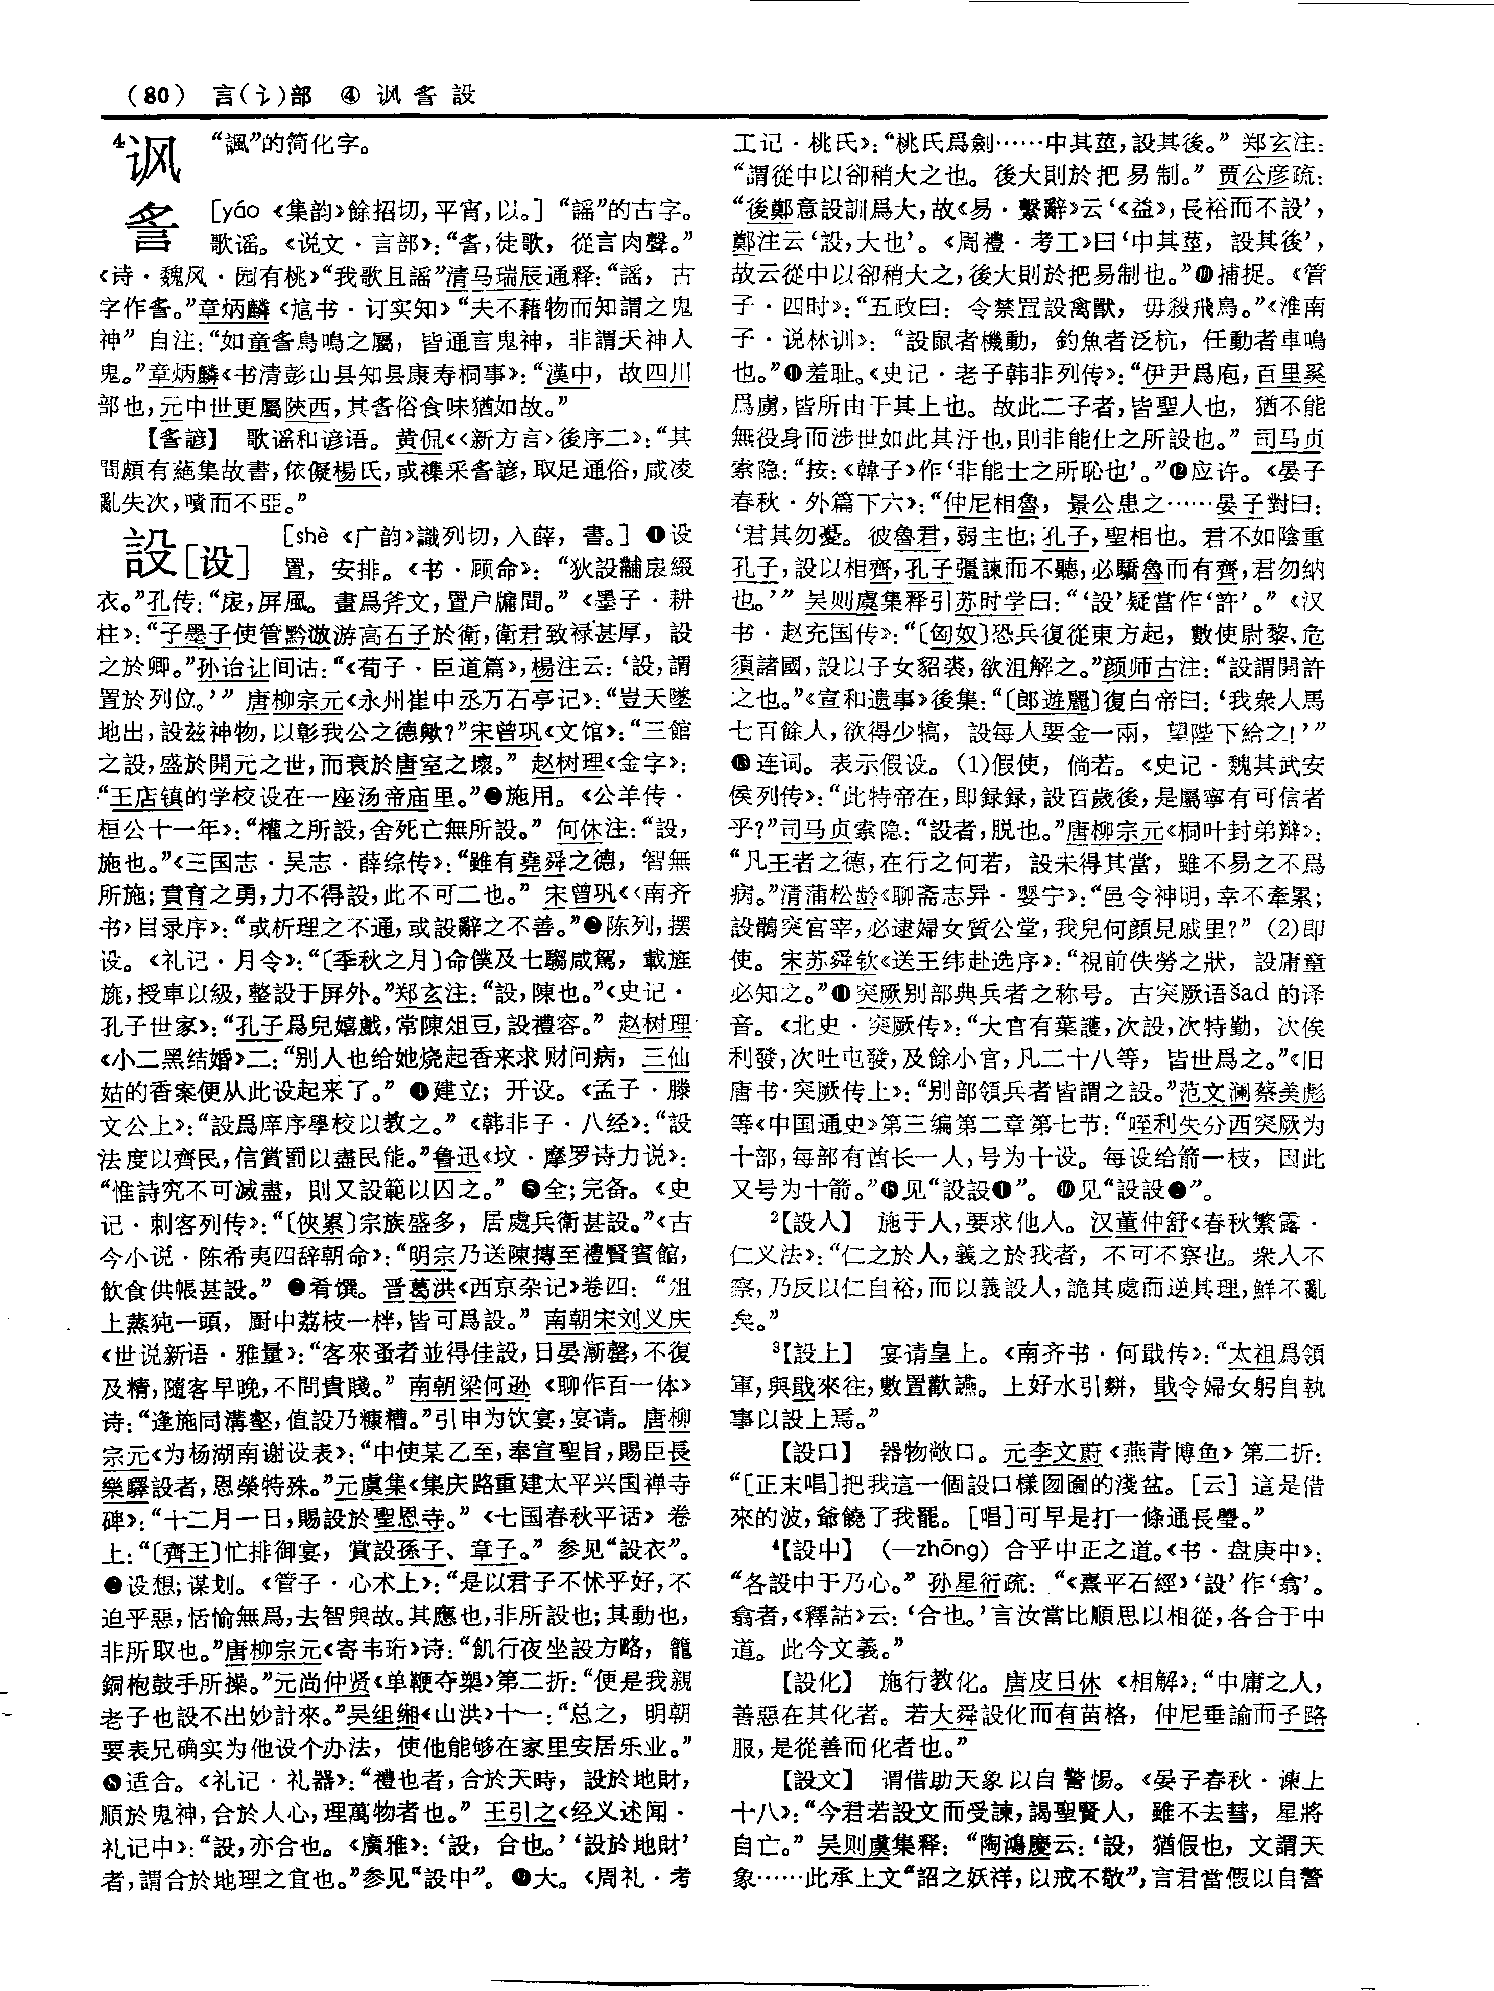 (80) 言(讠)部 ④ 讽 䚻 設
⁴讽 “諷”的简化字。
䚻 [yáo 《集韵》餘招切,平宵,以。] “謡”的古字。
歌谣。《说文·言部》:“䚻,徒歌, 從言肉聲。”
《诗·魏风·园有桃》“我歌且謡”清马瑞辰通释:“謡, 古
字作䚻。”章炳麟《訄书·订实知》“夫不藉物而知謂之鬼
神” 自注:“如童䚻鳥鳴之屬, 皆通言鬼神, 非謂天神人
鬼。”章炳麟《书清彭山县知县康寿桐事》:“漢中, 故四川
部也,元中世更屬陝西,其䚻俗食味猶如故。”
【䚻諺】 歌谣和谚语。黄侃《〈新方言〉後序二》:“其
閒頗有蒐集故書,依儗楊氏,或襍采䚻諺,取足通俗,咸凌
亂失次,嘖而不亞。”
設[设] [shè 《广韵》識列切,入薛, 書。] ❶设
置, 安排。《书·顾命》: “狄設黼扆綴
衣。”孔传:“扆,屏風。畫爲斧文,置户牖間。”《墨子·耕
柱》:“子墨子使管黔滶游高石子於衛,衛君致禄甚厚, 設
之於卿。”孙诒让间诂:“《荀子·臣道篇》,楊注云:‘設,謂
置於列位。’” 唐柳宗元《永州崔中丞万石亭记》:“豈天墜
地出,設兹神物,以彰我公之德歟?”宋曾巩《文馆》:“三館
之設,盛於開元之世,而衰於唐室之壞。” 赵树理《金字》:
“王店镇的学校设在一座汤帝庙里。”❷施用。《公羊传·
桓公十一年》:“權之所設,舍死亡無所設。” 何休注:“設,
施也。”《三国志·吴志·薛综传》:“雖有堯舜之德, 智無
所施;賁育之勇,力不得設,此不可二也。” 宋曾巩《〈南齐
书〉目录序》:“或析理之不通,或設辭之不善。”❸陈列,摆
设。《礼记·月令》:“〔季秋之月〕命僕及七騶咸駕, 載旌
旐,授車以級,整設于屏外。”郑玄注:“設,陳也。”《史记·
孔子世家》:“孔子爲兒嬉戲,常陳俎豆,設禮容。” 赵树理
《小二黑结婚》二:“别人也给她烧起香来求财问病, 三仙
姑的香案便从此设起来了。” ❹建立; 开设。《孟子·滕
文公上》:“設爲庠序學校以教之。”《韩非子·八经》:“設
法度以齊民,信賞罰以盡民能。”鲁迅《坟·摩罗诗力说》:
“惟詩究不可滅盡, 則又設範以囚之。” ❺全;完备。《史
记·刺客列传》:“〔俠累〕宗族盛多, 居處兵衛甚設。”《古
今小说·陈希夷四辞朝命》:“明宗乃送陳摶至禮賢賓館,
飲食供帳甚設。” ❻肴馔。晋葛洪《西京杂记》卷四: “俎
上蒸㹠一頭, 厨中荔枝一柈,皆可爲設。” 南朝宋刘义庆
《世说新语·雅量》:“客來蚤者並得佳設,日晏漸罄,不復
及精,隨客早晚,不問貴賤。” 南朝梁何逊《聊作百一体》
诗:“逢施同溝壑,值設乃糠糟。”引申为饮宴,宴请。唐柳
宗元《为杨湖南谢设表》:“中使某乙至,奉宣聖旨,賜臣長
樂驛設者,恩榮特殊。”元虞集《集庆路重建太平兴国禅寺
碑》:“十二月一日,賜設於聖恩寺。”《七国春秋平话》卷
上:“〔齊王〕忙排御宴, 賞設孫子、章子。” 参见“設衣”。
❼设想;谋划。《管子·心术上》:“是以君子不怵乎好,不
迫乎惡,恬愉無爲,去智與故。其應也,非所設也;其動也,
非所取也。”唐柳宗元《寄韦珩》诗:“飢行夜坐設方略, 籠
銅枹鼓手所操。”元尚仲贤《单鞭夺槊》第二折:“便是我親
老子也設不出妙計來。”吴组缃《山洪》十一:“总之, 明朝
要表兄确实为他设个办法, 使他能够在家里安居乐业。”
❽适合。《礼记·礼器》:“禮也者,合於天時, 設於地財,
順於鬼神,合於人心,理萬物者也。” 王引之《经义述闻·
礼记中》:“設,亦合也。《廣雅》:‘設, 合也。’‘設於地財’
者,謂合於地理之宜也。”参见“設中”。❾大。《周礼·考
工记·桃氏》:“桃氏爲劍……中其莖,設其後。” 郑玄注:
“謂從中以卻稍大之也。後大則於把易制。” 贾公彦疏:
“後鄭意設訓爲大,故《易·繫辭》云‘《益》,長裕而不設’,
鄭注云‘設,大也’。《周禮·考工》曰‘中其莖, 設其後’,
故云從中以卻稍大之,後大則於把易制也。”❿捕捉。《管
子·四时》:“五政曰: 令禁罝設禽獸, 毋殺飛鳥。”《淮南
子·说林训》: “設鼠者機動, 釣魚者泛杭, 任動者車鳴
也。”⓫羞耻。《史记·老子韩非列传》:“伊尹爲庖,百里奚
爲虜,皆所由干其上也。故此二子者,皆聖人也, 猶不能
無役身而涉世如此其汙也,則非能仕之所設也。” 司马贞
索隐:“按:《韓子》作‘非能士之所恥也’。”⓬应许。《晏子
春秋·外篇下六》:“仲尼相魯, 景公患之……晏子對曰:
‘君其勿憂。彼魯君,弱主也;孔子,聖相也。君不如陰重
孔子,設以相齊,孔子彊諫而不聽,必驕魯而有齊,君勿納
也。’” 吴则虞集释引苏时学曰:“‘設’疑當作‘許’。”《汉
书·赵充国传》:“〔匈奴〕恐兵復從東方起, 數使尉黎、危
須諸國,設以子女貂裘,欲沮解之。”颜师古注:“設謂開許
之也。”《宣和遗事》後集:“〔郎遊麗〕復白帝曰:‘我衆人馬
七百餘人,欲得少犒, 設每人要金一兩, 望陛下給之!’”
⓭连词。表示假设。(1)假使, 倘若。《史记·魏其武安
侯列传》:“此特帝在,即録録,設百歲後,是屬寧有可信者
乎?”司马贞索隐:“設者,脱也。”唐柳宗元《桐叶封弟辩》:
“凡王者之德,在行之何若, 設未得其當, 雖不易之不爲
病。”清蒲松龄《聊斋志异·婴宁》:“邑令神明,幸不牽累;
設鶻突官宰,必逮婦女質公堂,我兒何顔見戚里?” (2)即
使。宋苏舜钦《送王纬赴选序》:“視前佚勞之狀, 設庸童
必知之。”⓮突厥别部典兵者之称号。古突厥语šad 的译
音。《北史·突厥传》:“大官有葉護,次設,次特勤, 次俟
利發,次吐屯發,及餘小官,凡二十八等, 皆世爲之。”《旧
唐书·突厥传上》:“别部領兵者皆謂之設。”范文澜蔡美彪
等《中国通史》第三编第二章第七节:“咥利失分西突厥为
十部,每部有酋长一人,号为十设。每设给箭一枝, 因此
又号为十箭。”⓯见“設設❶”。⓰见“設設❷”。
²【設人】 施于人,要求他人。汉董仲舒《春秋繁露·
仁义法》:“仁之於人,義之於我者, 不可不察也。衆人不
察,乃反以仁自裕,而以義設人,詭其處而逆其理,鮮不亂
矣。”
³【設上】 宴请皇上。《南齐书·何戢传》:“太祖爲領
軍,與戢來往,數置歡讌。上好水引麪, 戢令婦女躬自執
事以設上焉。”
【設口】 器物敞口。元李文蔚《燕青博鱼》第二折:
“[正末唱]把我這一個設口樣囫圇的淺盆。[云] 這是借
來的波,爺饒了我罷。[唱]可早是打一條通長璺。”
⁴【設中】 (—zhōng) 合乎中正之道。《书·盘庚中》:
“各設中于乃心。” 孙星衍疏: “《熹平石經》‘設’作‘翕’。
翕者,《釋詁》云:‘合也。’言汝當比順思以相從,各合于中
道。此今文義。”
【設化】 施行教化。唐皮日休《相解》:“中庸之人,
善惡在其化者。若大舜設化而有苗格, 仲尼垂諭而子路
服,是從善而化者也。”
【設文】 谓借助天象以自警惕。《晏子春秋·谏上
十八》:“今君若設文而受諫,謁聖賢人, 雖不去彗, 星將
自亡。” 吴则虞集释: “陶鴻慶云:‘設, 猶假也, 文謂天
象……此承上文“詔之妖祥,以戒不敬”,言君當假以自警